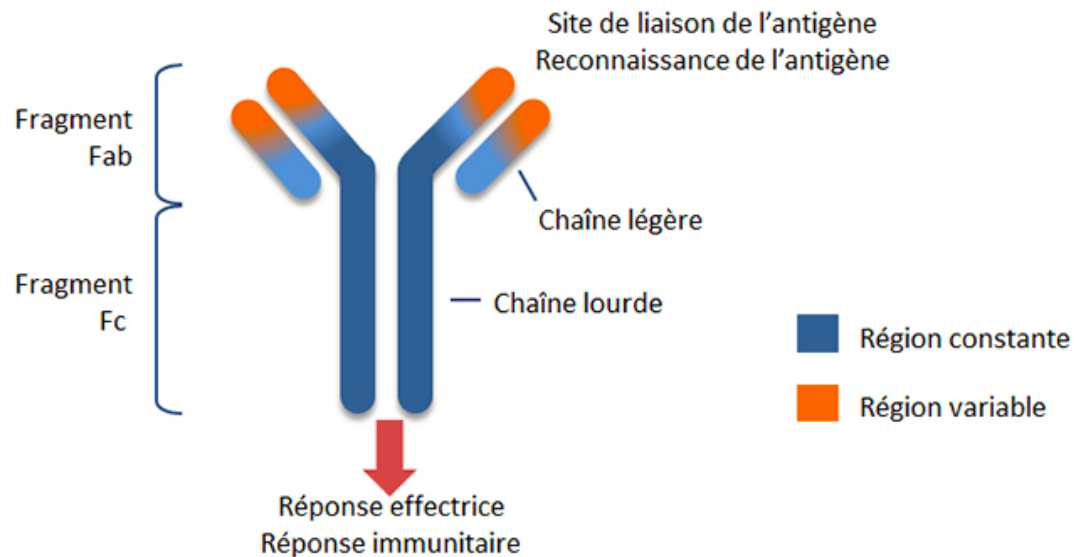 Site de liaison de l'antigène
Reconnaissance de l'antigène
Fragment
Fab
Chaîne légère
Fragment
Fc
Chaîne lourde
Région constante
Région variable
Réponse effectrice
Réponse immunitaire